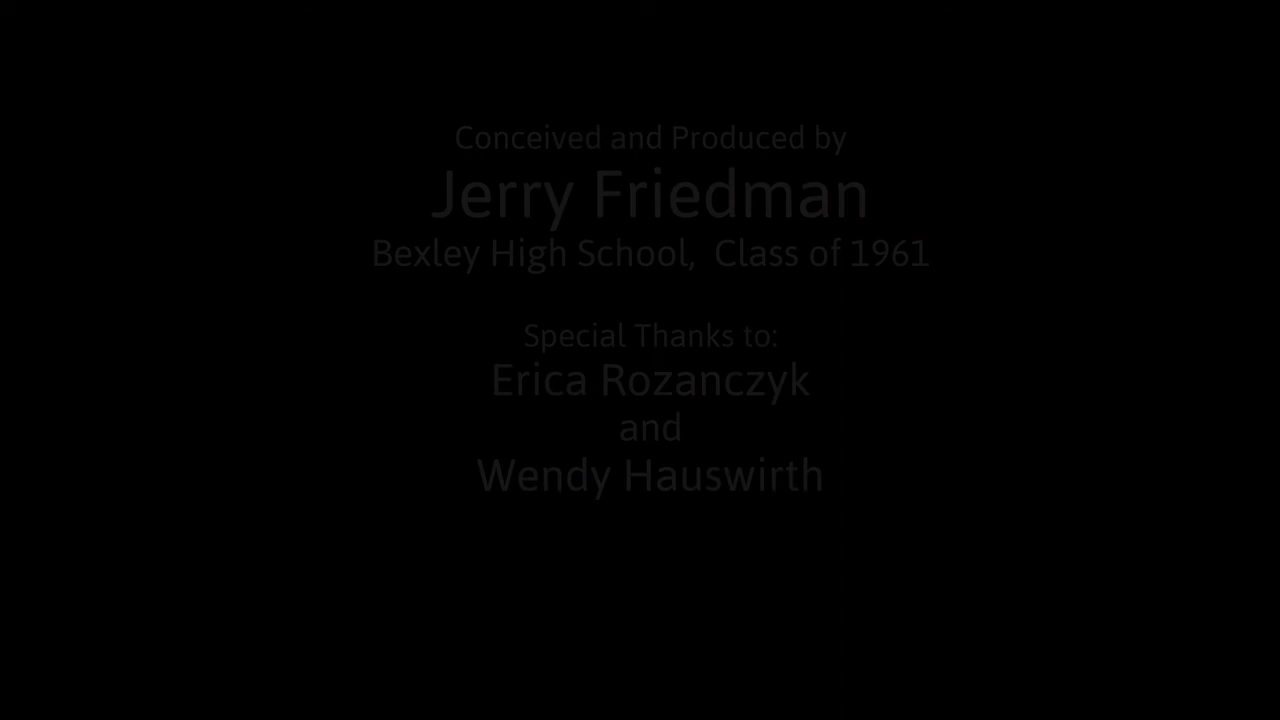 Conceived and Produced by
Jerry Friedman
Bexley High School,  Class of 1961
Special Thanks to:
Erica Rozanczyk
and
Wendy Hauswirth